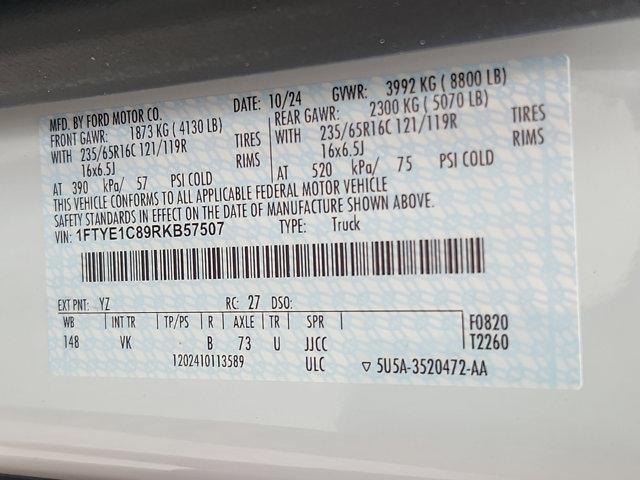 MFD. BY FORD MOTOR CO. DATE: 10/24 GVWR: 3992 KG ( 8800 LB)
FRONT GAWR: 1873 KG ( 4130 LB) REAR GAWR: 2300 KG ( 5070 LB)
WITH 235/65R16C 121/119R TIRES WITH 235/65R16C 121/119R TIRES
16x6.5J RIMS 16x6.5J RIMS
AT 390 kPa/ 57 PSI COLD AT 520 kPa/ 75 PSI COLD
THIS VEHICLE CONFORMS TO ALL APPLICABLE FEDERAL MOTOR VEHICLE
SAFETY STANDARDS IN EFFECT ON THE DATE OF MANUFACTURE SHOWN ABOVE.
VIN: 1FTYE1C89RKB57507 TYPE: Truck
EXT PNT: YZ RC: 27 DSO:
WB INT TR TP/PS R AXLE TR SPR F0820
148 VK B 73 U JJCC T2260
1202410113589 ULC ▽ 5U5A-3520472-AA